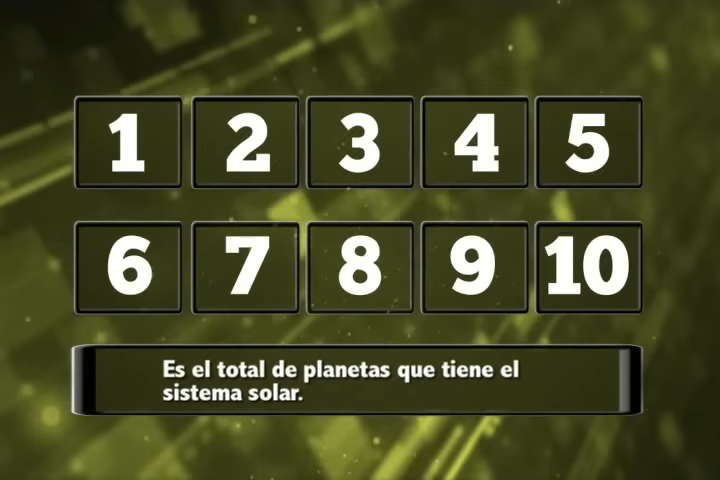 1 2 3 4 5
6 7 8 9 10
Es el total de planetas que tiene el
sistema solar.